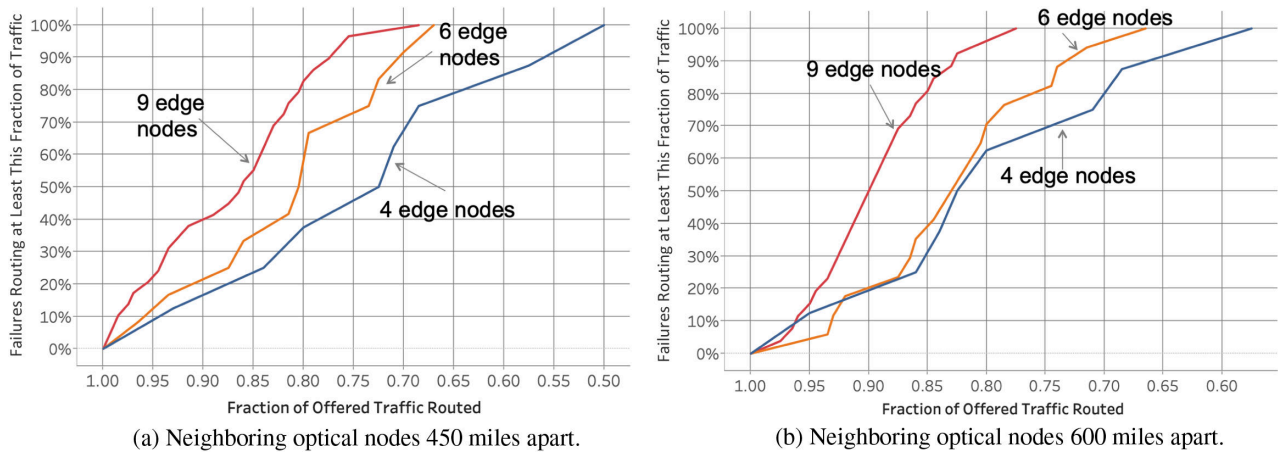 Failures Routing at Least This Fraction of Traffic
100%
90%
80%
70%
60%
50%
40%
30%
20%
10%
0%
9 edge
nodes
6 edge
nodes
4 edge nodes
1.00 0.95 0.90 0.85 0.80 0.75 0.70 0.65 0.60 0.55 0.50
Fraction of Offered Traffic Routed
(a) Neighboring optical nodes 450 miles apart.
Failures Routing at Least This Fraction of Traffic
100%
90%
80%
70%
60%
50%
40%
30%
20%
10%
0%
6 edge nodes
9 edge nodes
4 edge nodes
1.00 0.95 0.90 0.85 0.80 0.75 0.70 0.65 0.60
Fraction of Offered Traffic Routed
(b) Neighboring optical nodes 600 miles apart.